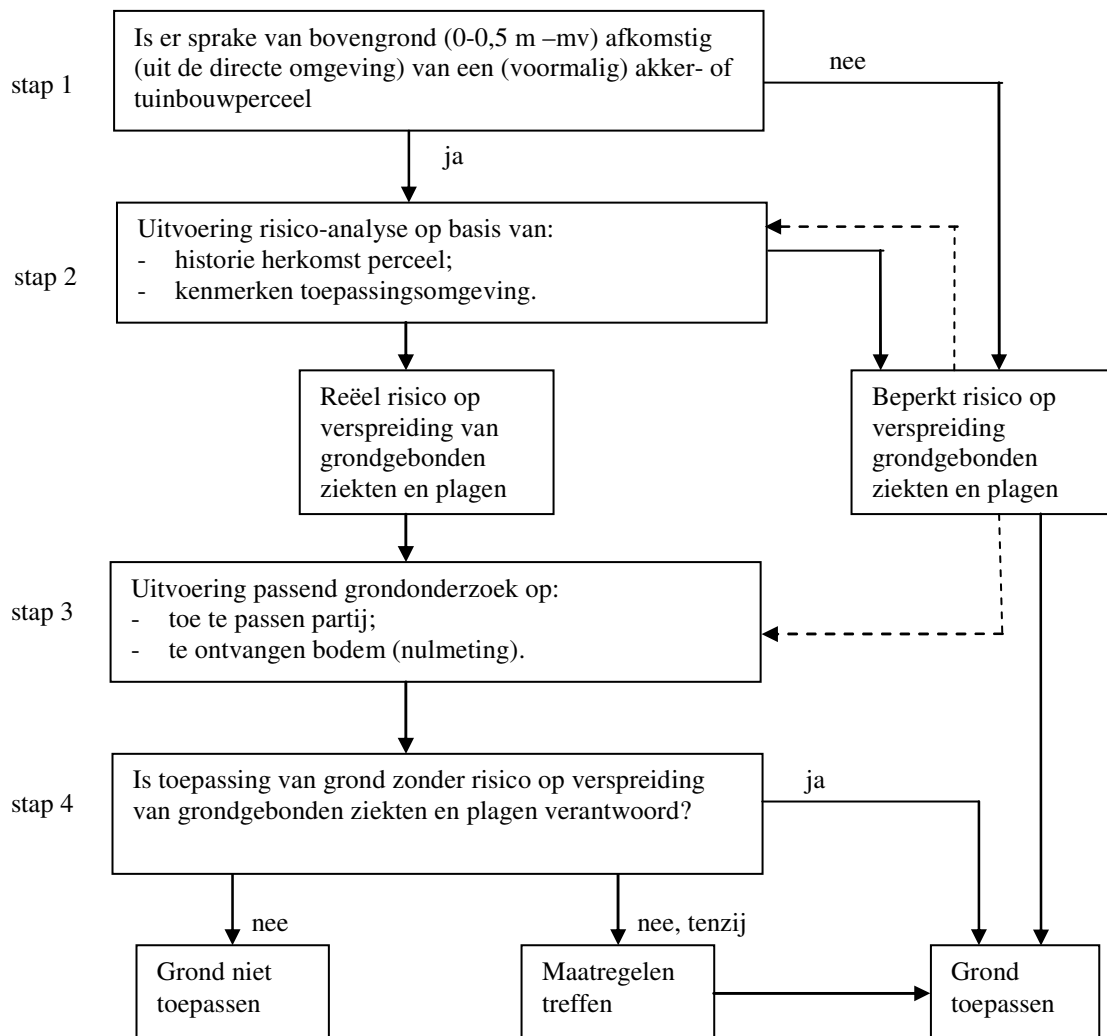 Is er sprake van bovengrond (0-0,5 m –mv) afkomstig
(uit de directe omgeving) van een (voormalig) akker- of
tuinbouwperceel
nee
stap 1
ja
Uitvoering risico-analyse op basis van:
- historie herkomst perceel;
- kenmerken toepassingsomgeving.
stap 2
Reëel risico op
verspreiding van
grondgebonden
ziekten en plagen
Beperkt risico op
verspreiding
grondgebonden
ziekten en plagen
Uitvoering passend grondonderzoek op:
- toe te passen partij;
- te ontvangen bodem (nulmeting).
stap 3
Is toepassing van grond zonder risico op verspreiding
van grondgebonden ziekten en plagen verantwoord?
ja
stap 4
nee
nee, tenzij
Grond niet
toepassen
Maatregelen
treffen
Grond
toepassen